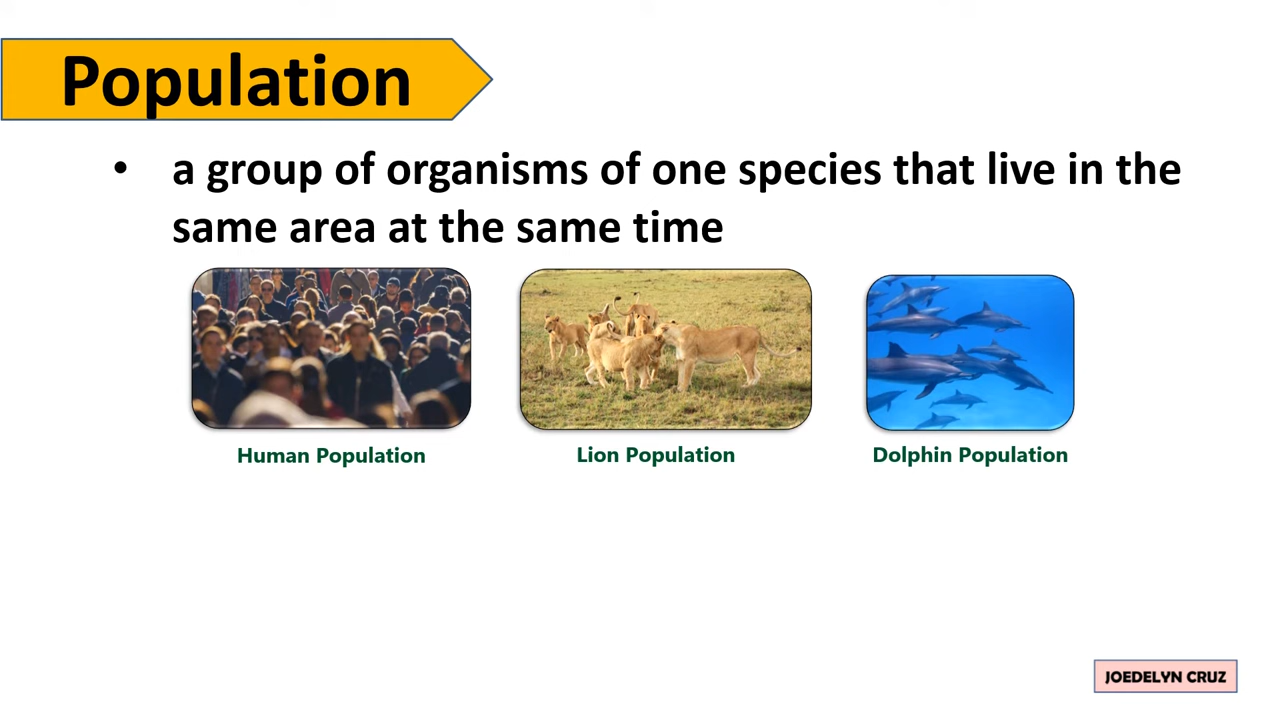 Population
• a group of organisms of one species that live in the
same area at the same time
Human Population
Lion Population
Dolphin Population
JOEDELYN CRUZ